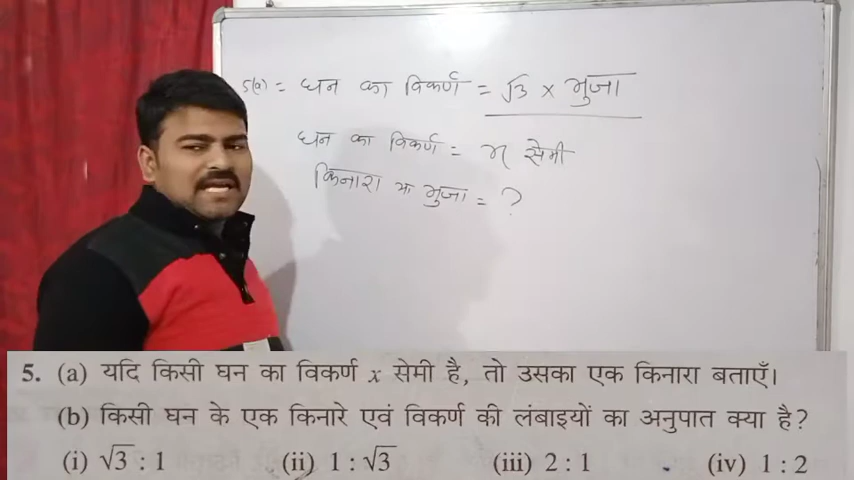 5(a) = घन का विकर्ण = √3 × भुजा
घन का विकर्ण = x सेमी
किनारा या भुजा = ?
5. (a) यदि किसी घन का विकर्ण x सेमी है, तो उसका एक किनारा बताएँ।
(b) किसी घन के एक किनारे एवं विकर्ण की लंबाइयों का अनुपात क्या है?
(i) √3 : 1 (ii) 1 : √3 (iii) 2 : 1 (iv) 1 : 2